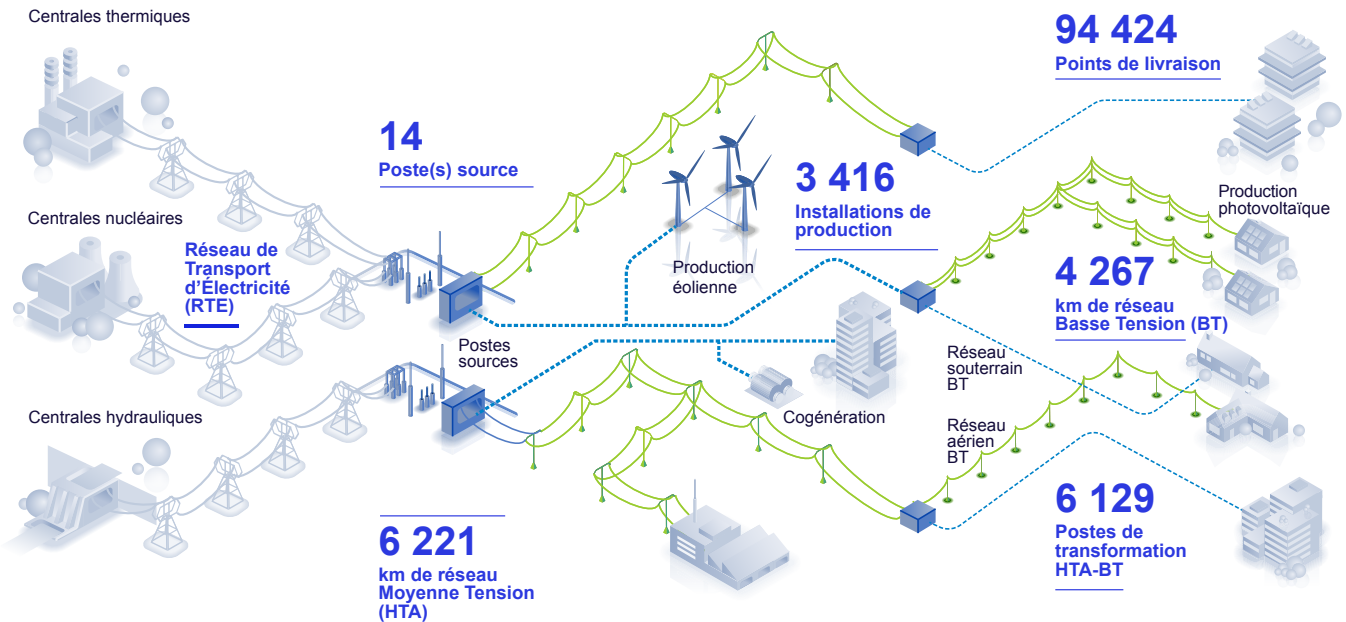 Centrales thermiques
94 424
Points de livraison
14
Poste(s) source
3 416
Installations de
production
Production
photovoltaïque
Centrales nucléaires
Réseau de
Transport
d'Électricité
(RTE)
Production
éolienne
4 267
km de réseau
Basse Tension (BT)
Postes
sources
Réseau
souterrain
BT
Centrales hydrauliques
Cogénération
Réseau
aérien
BT
6 221
km de réseau
Moyenne Tension
(HTA)
6 129
Postes de
transformation
HTA-BT